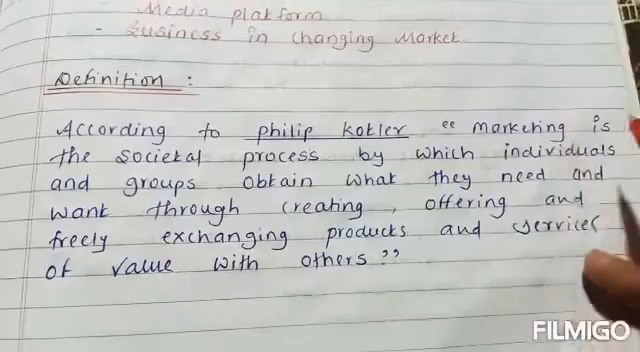 - Media platform
- Business in changing Market
Definition :
According to philip kotler " marketing is
the societal process by which individuals
and groups obtain what they need and
want through creating, offering and
freely exchanging products and services
of value with others "
FILMIGO